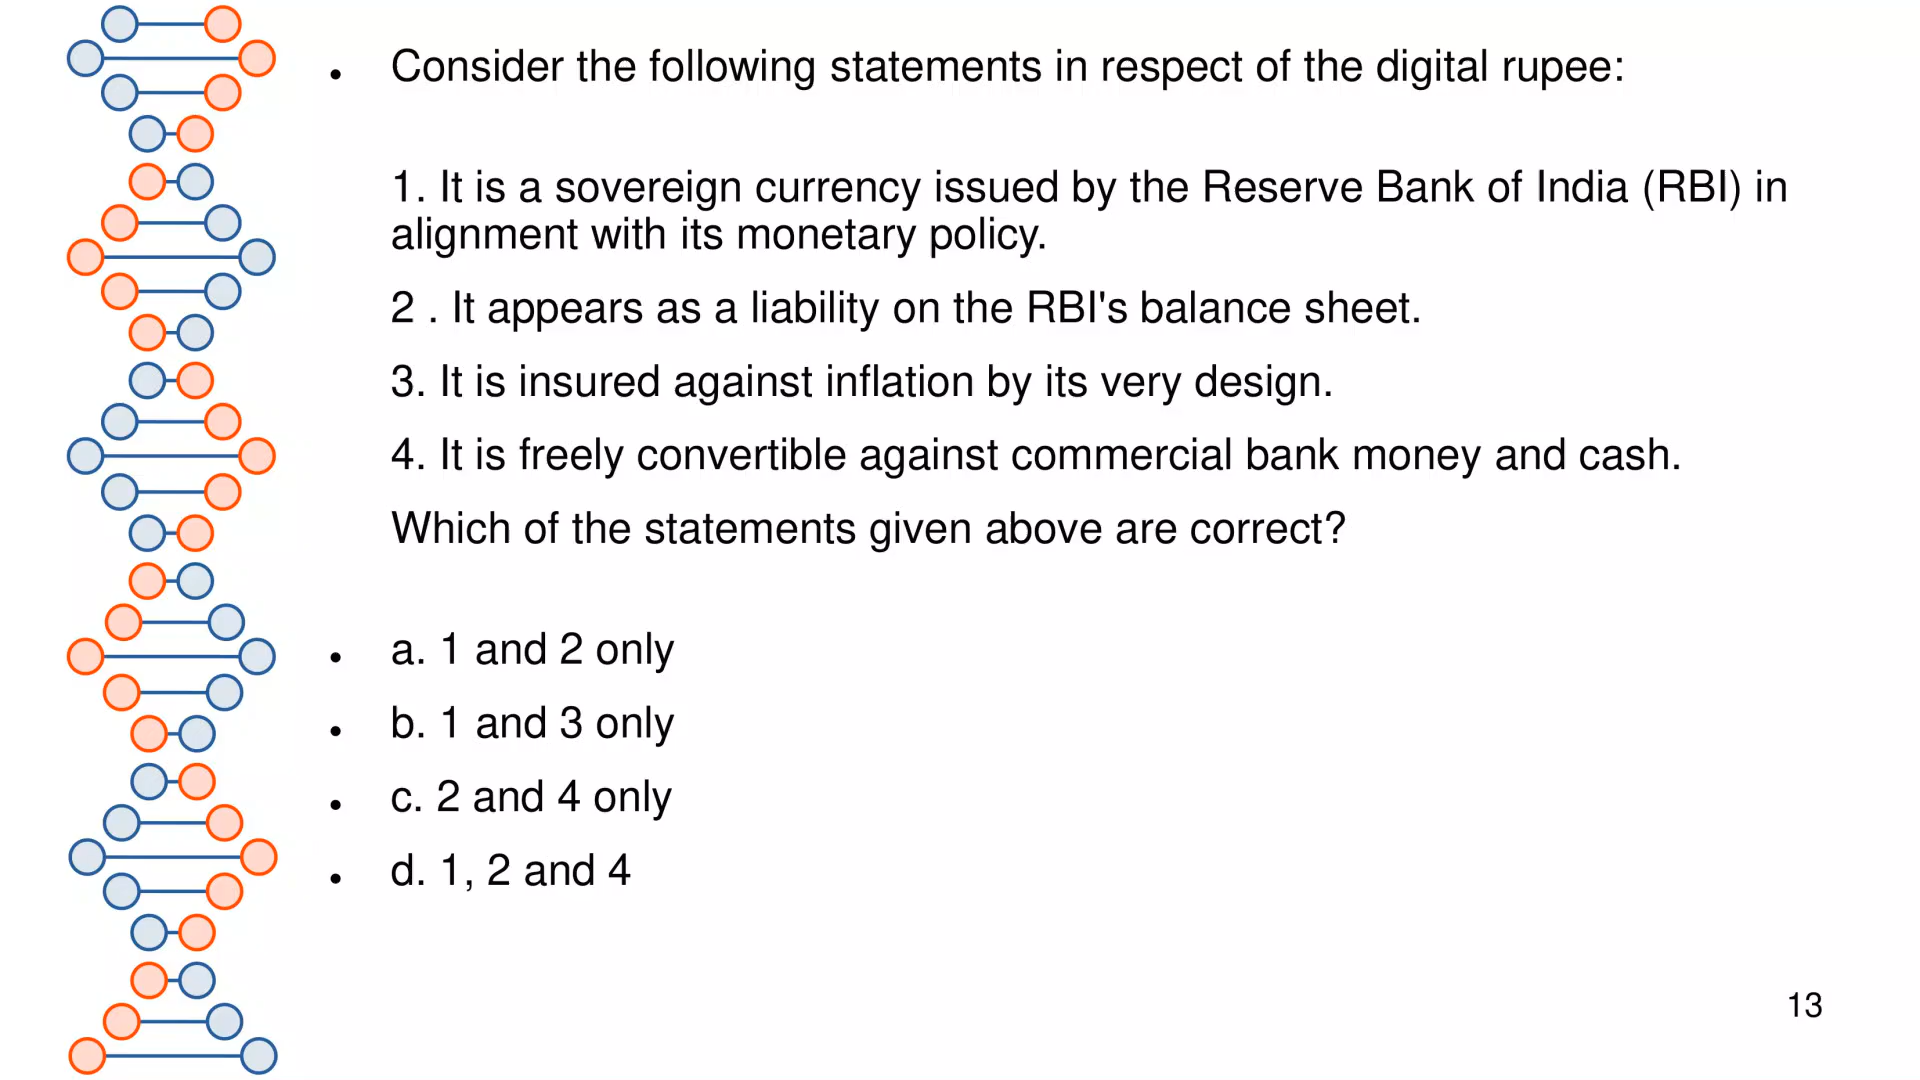 • Consider the following statements in respect of the digital rupee:
1. It is a sovereign currency issued by the Reserve Bank of India (RBI) in
alignment with its monetary policy.
2 . It appears as a liability on the RBI's balance sheet.
3. It is insured against inflation by its very design.
4. It is freely convertible against commercial bank money and cash.
Which of the statements given above are correct?
• a. 1 and 2 only
• b. 1 and 3 only
• c. 2 and 4 only
• d. 1, 2 and 4
13